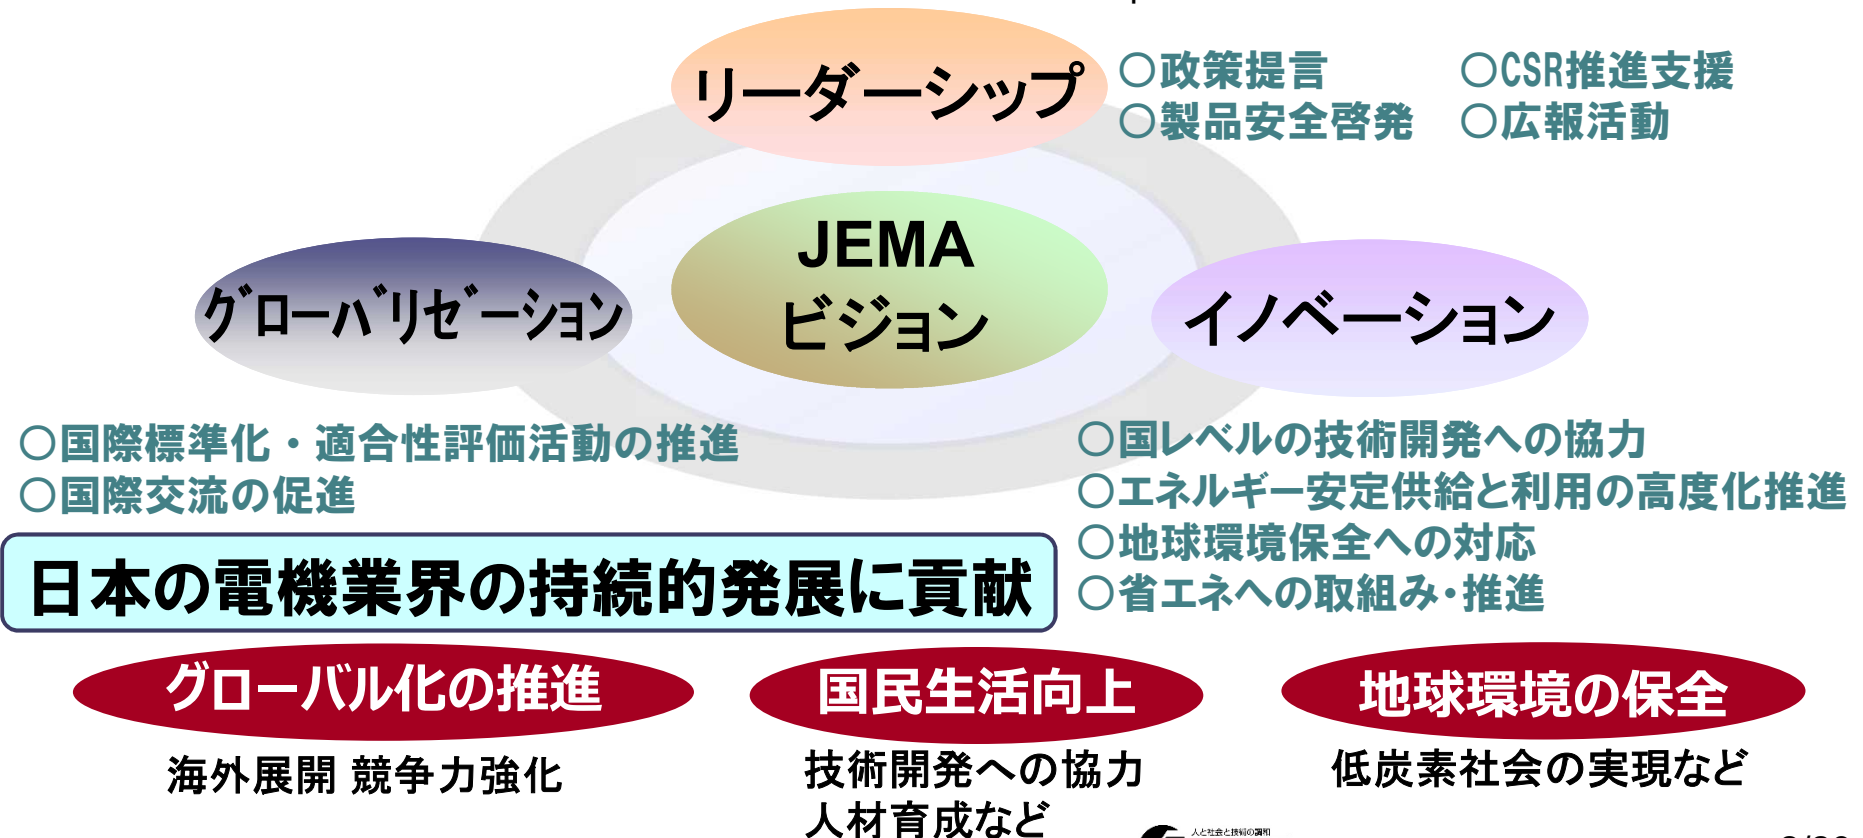 リーダーシップ
○政策提言 ○CSR推進支援
○製品安全啓発 ○広報活動
JEMA
ビジョン
グローバリゼーション
イノベーション
○国際標準化・適合性評価活動の推進
○国際交流の促進
○国レベルの技術開発への協力
○エネルギー安定供給と利用の高度化推進
○地球環境保全への対応
○省エネへの取組み・推進
日本の電機業界の持続的発展に貢献
グローバル化の推進
海外展開 競争力強化
国民生活向上
技術開発への協力
人材育成など
地球環境の保全
低炭素社会の実現など
人と社会と技術の調和